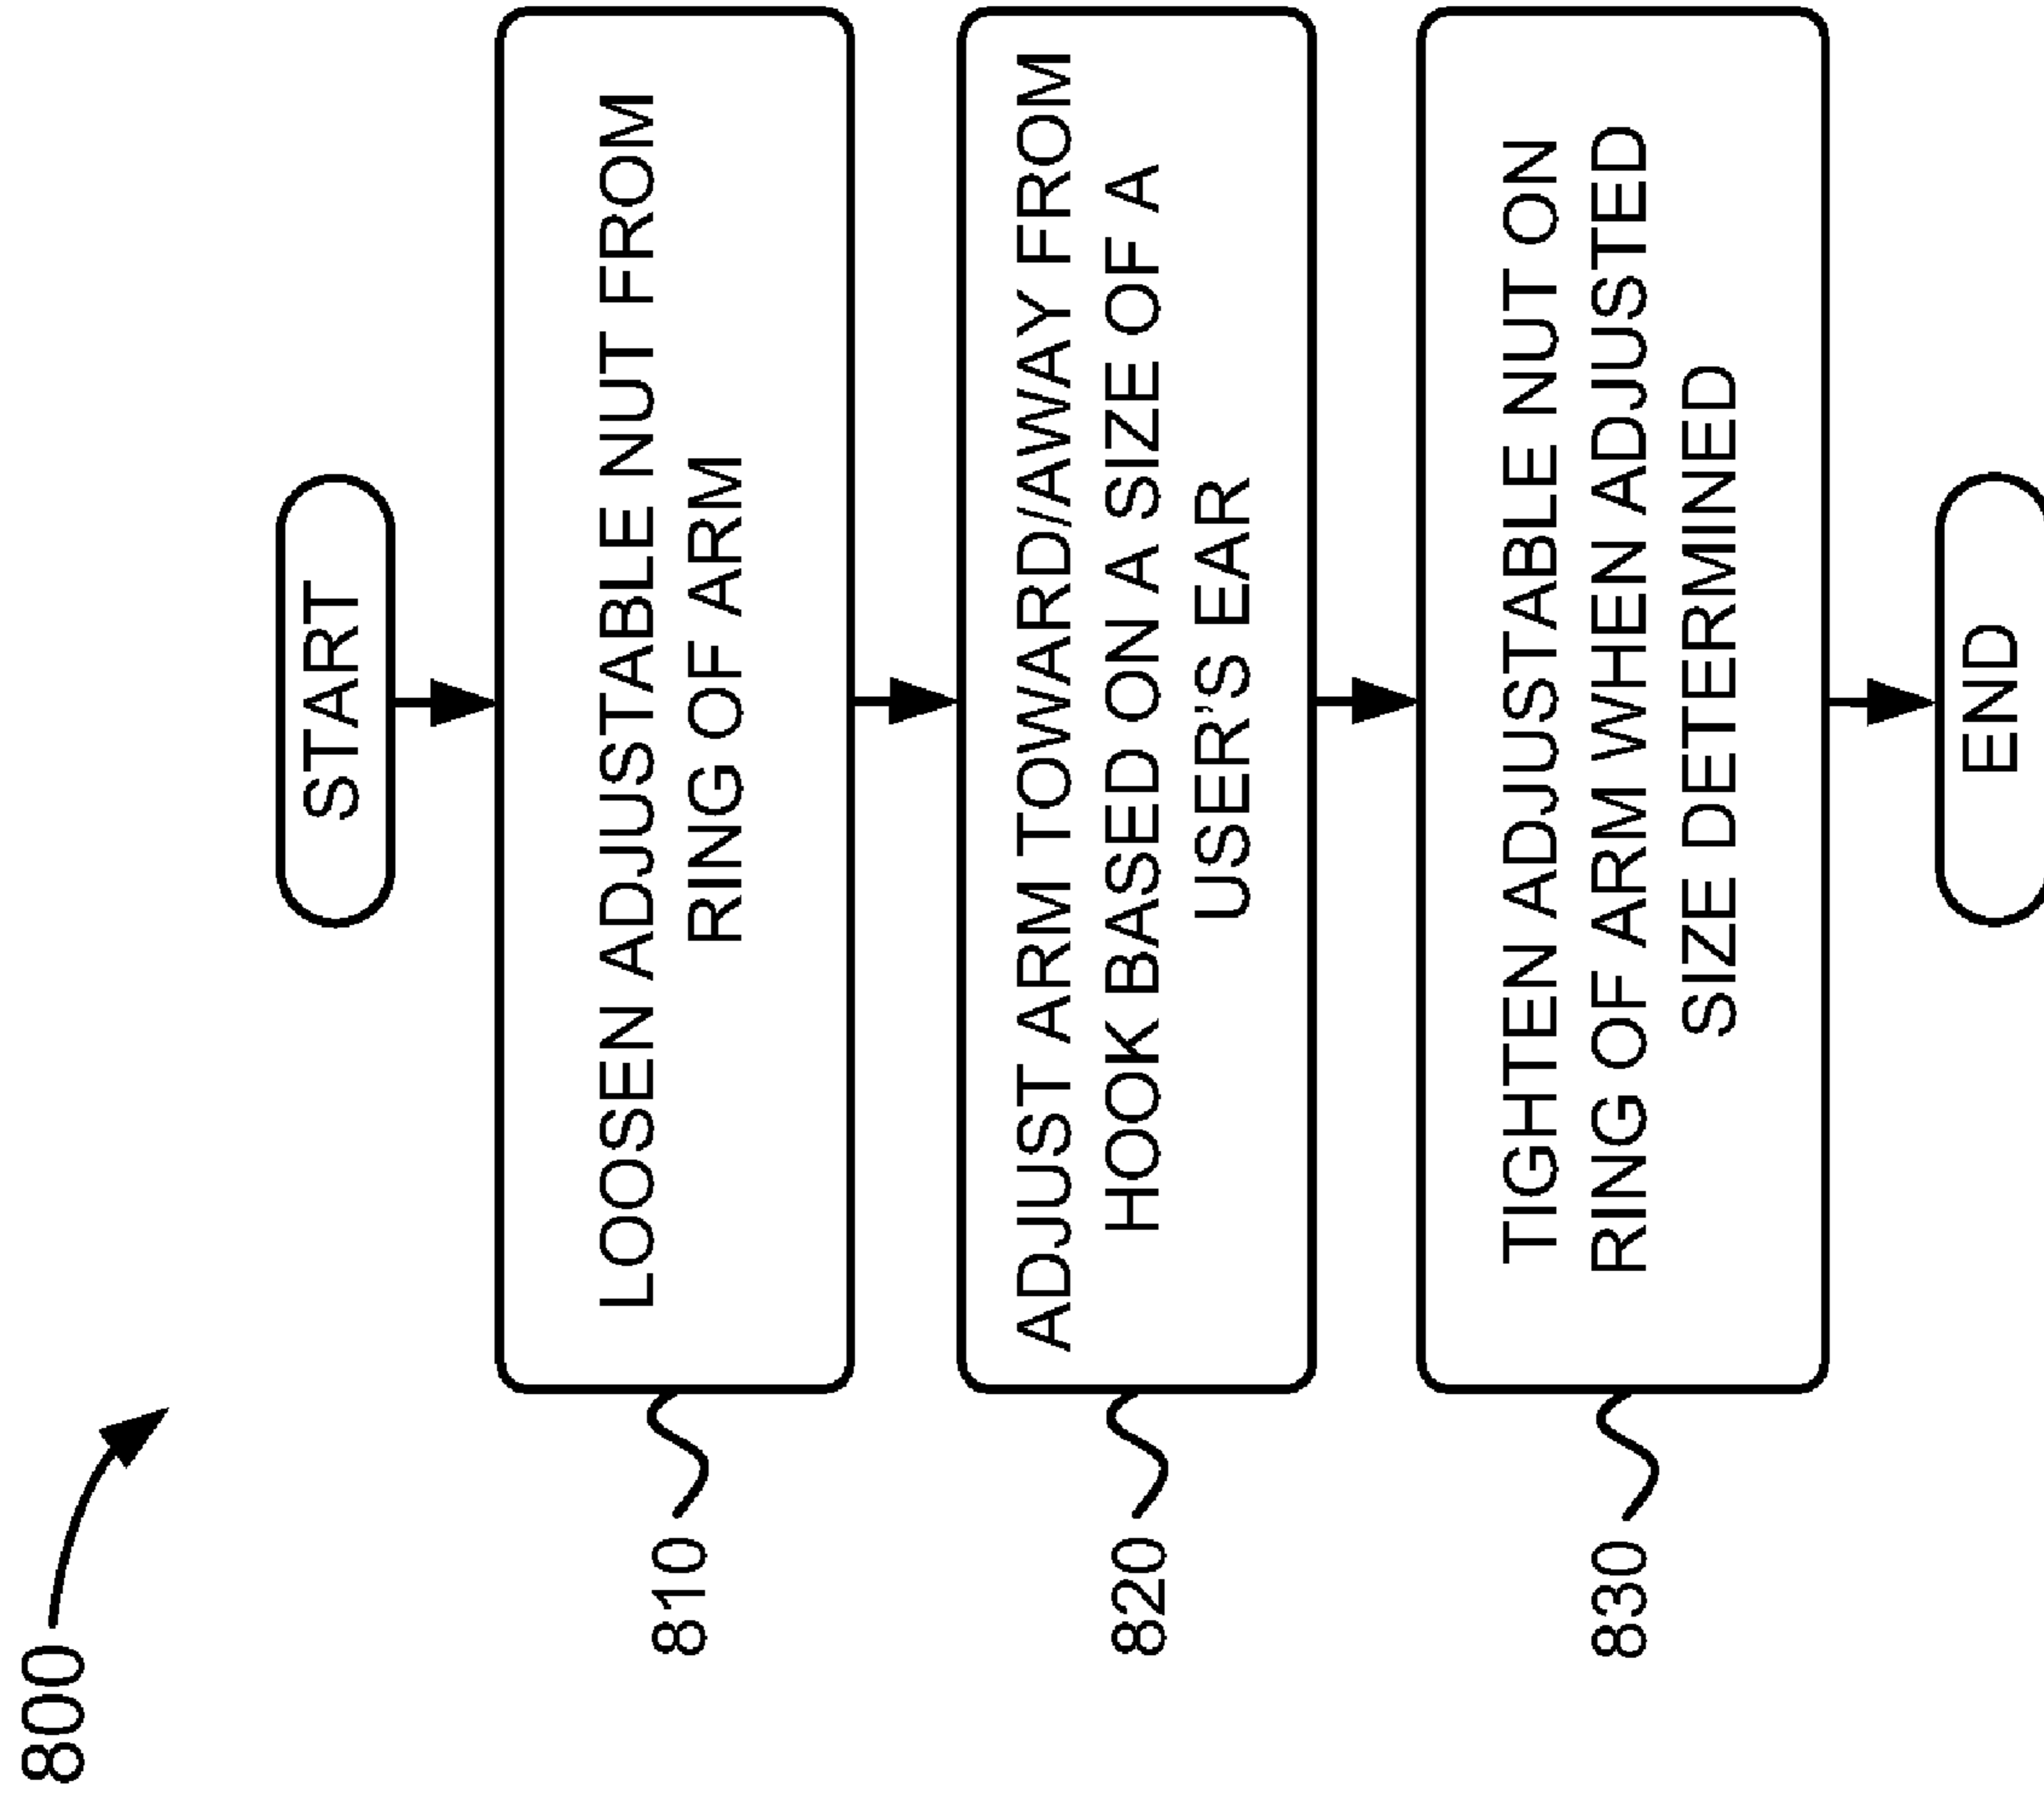 800
START
810
LOOSEN ADJUSTABLE NUT FROM
RING OF ARM
820
ADJUST ARM TOWARD/AWAY FROM
HOOK BASED ON A SIZE OF A
USER'S EAR
830
TIGHTEN ADJUSTABLE NUT ON
RING OF ARM WHEN ADJUSTED
SIZE DETERMINED
END